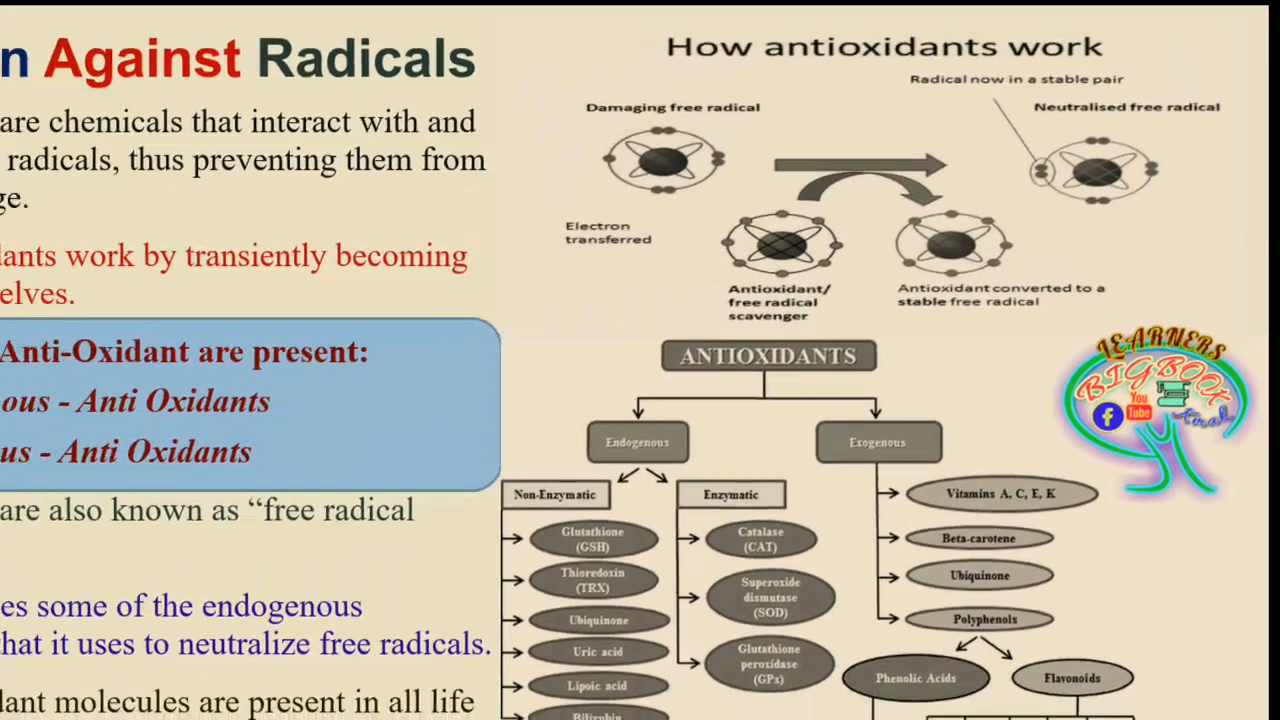 n Against Radicals
are chemicals that interact with and
radicals, thus preventing them from
ge.
dants work by transiently becoming
elves.
Anti-Oxidant are present:
ous - Anti Oxidants
us - Anti Oxidants
are also known as “free radical
es some of the endogenous
hat it uses to neutralize free radicals.
dant molecules are present in all life
How antioxidants work
Radical now in a stable pair
Damaging free radical
Neutralised free radical
Electron
transferred
Antioxidant/
free radical
scavenger
Antioxidant converted to a
stable free radical
LEARNERS
BIGBOOK
You
Tube
f
ANTIOXIDANTS
Endogenous
Exogenous
Non-Enzymatic
Enzymatic
Glutathione
(GSH)
Thioredoxin
(TRX)
Ubiquinone
Uric acid
Lipoic acid
Bilirubin
Catalase
(CAT)
Superoxide
dismutase
(SOD)
Glutathione
peroxidase
(GPx)
Vitamins A, C, E, K
Beta-carotene
Ubiquinone
Polyphenols
Phenolic Acids
Flavonoids